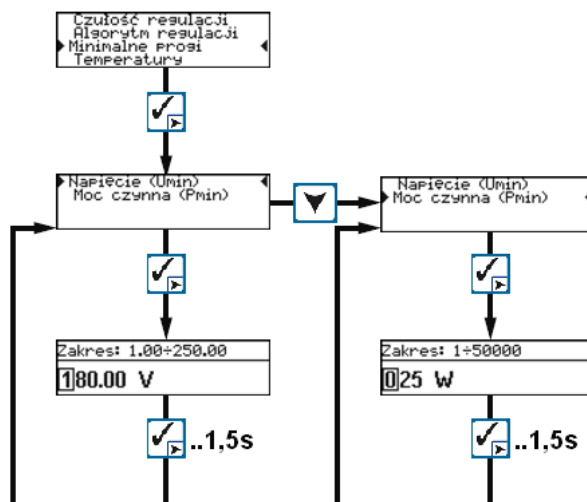 Czułość regulacji
Algorytm regulacji
Minimalne progi
Temperatury
Napięcie (Umin)
Moc czynna (Pmin)
Napięcie (Umin)
Moc czynna (Pmin)
Zakres: 1.00÷250.00
180.00 V
Zakres: 1÷50000
025 W
..1,5s
..1,5s